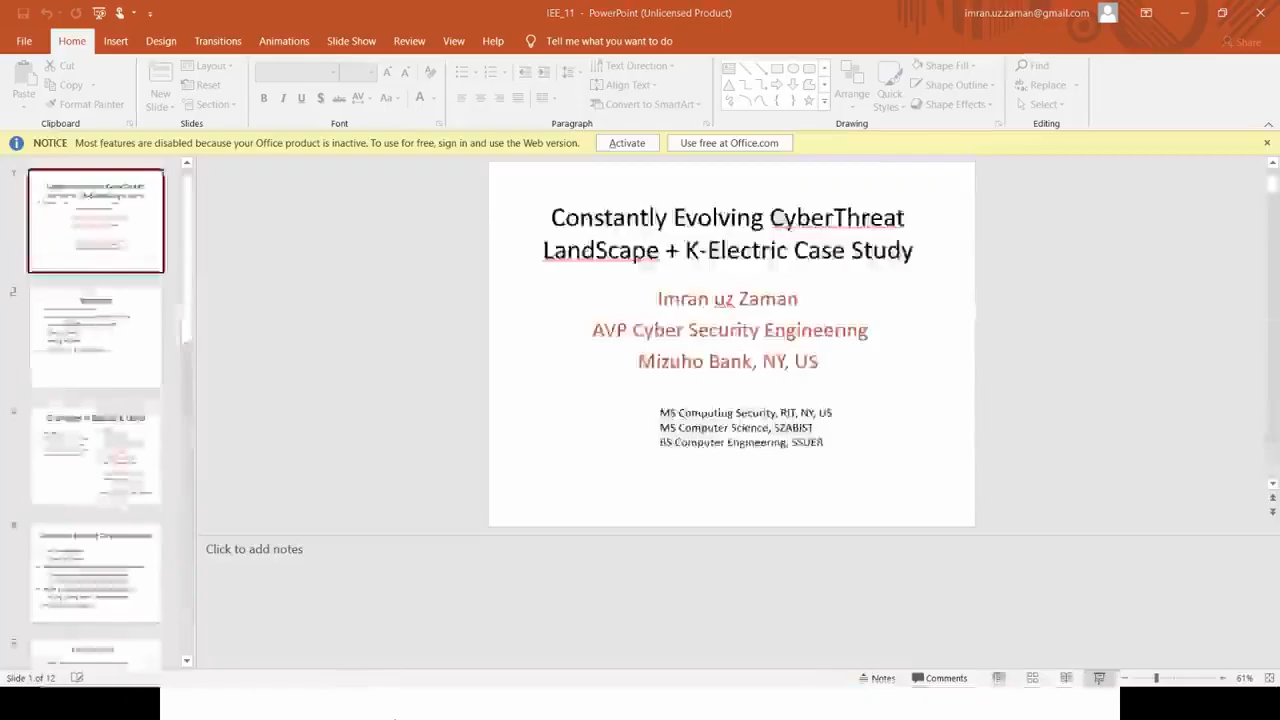 IEE_11 - PowerPoint (Unlicensed Product)
imran.uz.zaman@gmail.com
File Home Insert Design Transitions Animations Slide Show Review View Help Tell me what you want to do
Share
Paste
Cut
Copy
Format Painter
Clipboard
New Slide
Layout
Reset
Section
Slides
B I U S abc AV Aa A
Font
Text Direction
Align Text
Convert to SmartArt
Paragraph
Arrange
Quick Styles
Shape Fill
Shape Outline
Shape Effects
Drawing
Find
Replace
Select
Editing
NOTICE Most features are disabled because your Office product is inactive. To use for free, sign in and use the Web version.
Activate
Use free at Office.com
Constantly Evolving CyberThreat
LandScape + K-Electric Case Study
Imran uz Zaman
AVP Cyber Security Engineering
Mizuho Bank, NY, US
MS Computing Security, RIT, NY, US
MS Computer Science, SZABIST
BS Computer Engineering, SSUER
Click to add notes
Slide 1 of 12
Notes
Comments
61%